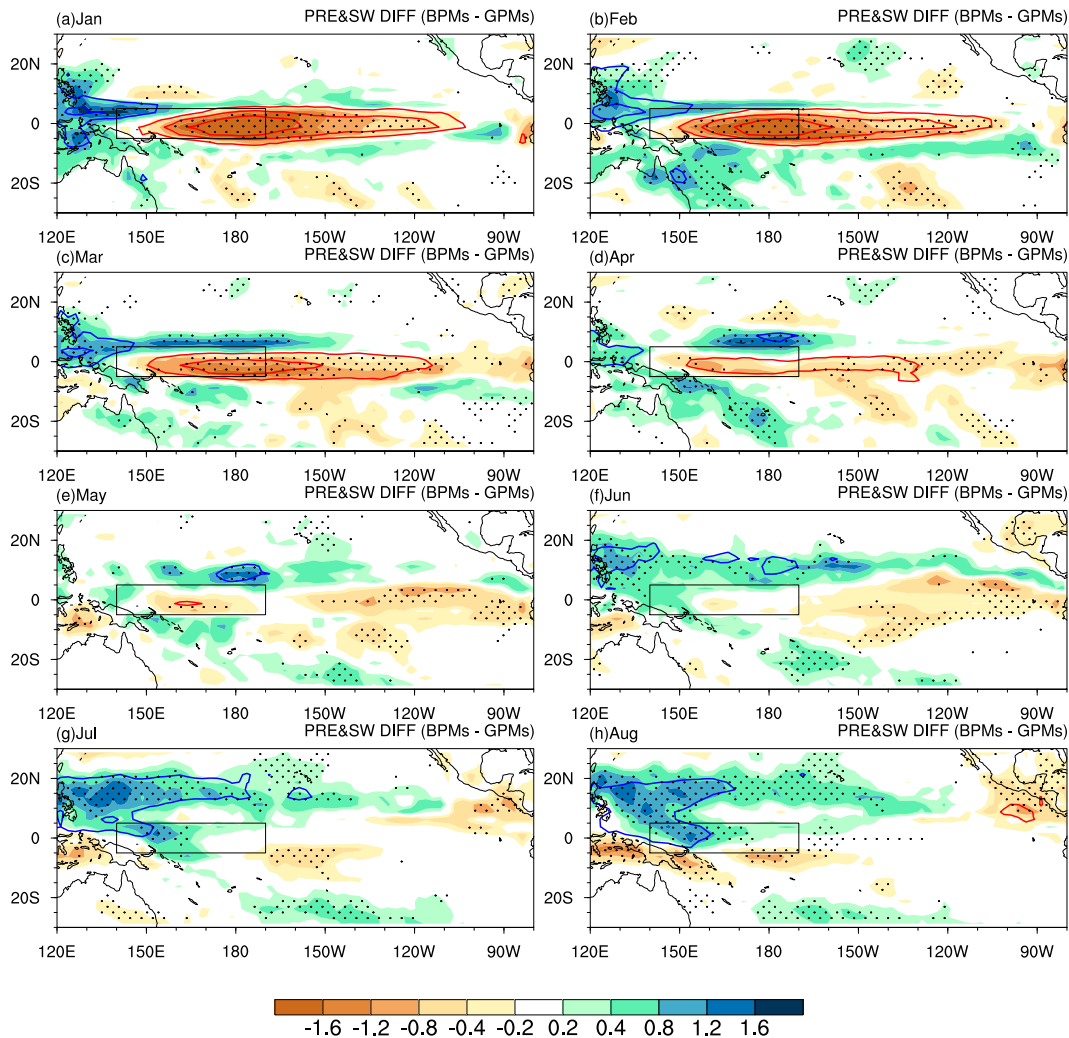 (a)Jan PRE&SW DIFF (BPMs - GPMs) (b)Feb PRE&SW DIFF (BPMs - GPMs)
20N 20N
0 0
20S 20S
120E 150E 180 150W 120W 90W 120E 150E 180 150W 120W 90W
(c)Mar PRE&SW DIFF (BPMs - GPMs) (d)Apr PRE&SW DIFF (BPMs - GPMs)
20N 20N
0 0
20S 20S
120E 150E 180 150W 120W 90W 120E 150E 180 150W 120W 90W
(e)May PRE&SW DIFF (BPMs - GPMs) (f)Jun PRE&SW DIFF (BPMs - GPMs)
20N 20N
0 0
20S 20S
120E 150E 180 150W 120W 90W 120E 150E 180 150W 120W 90W
(g)Jul PRE&SW DIFF (BPMs - GPMs) (h)Aug PRE&SW DIFF (BPMs - GPMs)
20N 20N
0 0
20S 20S
120E 150E 180 150W 120W 90W 120E 150E 180 150W 120W 90W
-1.6 -1.2 -0.8 -0.4 -0.2 0.2 0.4 0.8 1.2 1.6